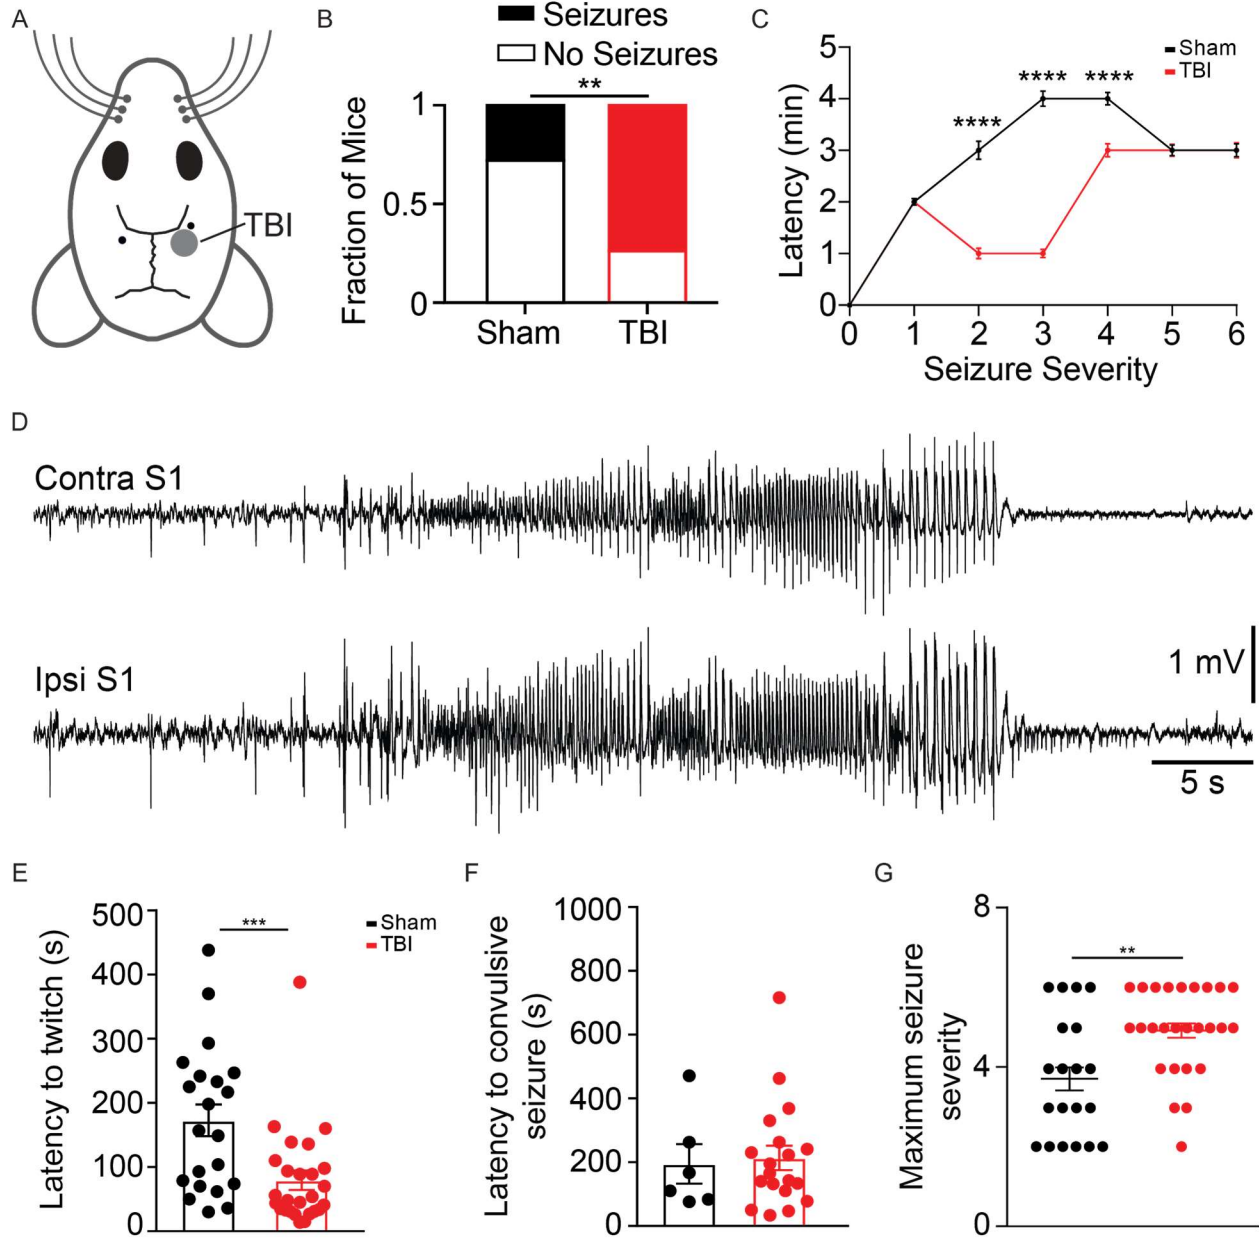 A
TBI
B
Seizures
No Seizures
**
Fraction of Mice
1
0.5
0
Sham
TBI
C
Sham
TBI
Latency (min)
5
4
3
2
1
0
****
****
****
0 1 2 3 4 5 6
Seizure Severity
D
Contra S1
Ipsi S1
1 mV
5 s
E
Latency to twitch (s)
500
400
300
200
100
0
***
Sham
TBI
F
Latency to convulsive
seizure (s)
1000
800
600
400
200
0
G
Maximum seizure
severity
8
4
0
**